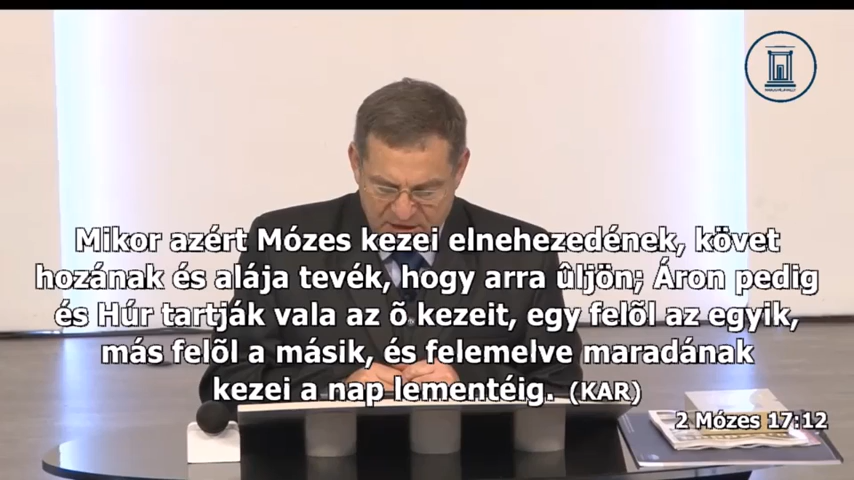 Mikor azért Mózes kezei elnehezedének, követ
hozának és alája tevék, hogy arra ûljön; Áron pedig
és Húr tartják vala az õ kezeit, egy felõl az egyik,
más felõl a másik, és felemelve maradának
kezei a nap lementéig. (KAR)
2 Mózes 17:12